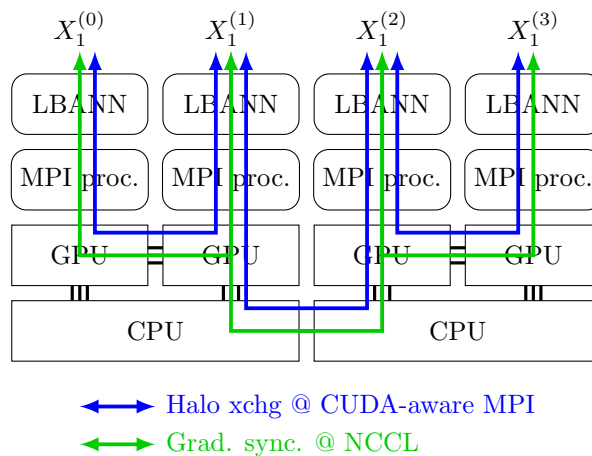 X_1^{(0)} X_1^{(1)} X_1^{(2)} X_1^{(3)}
LBANN LBANN LBANN LBANN
MPI proc. MPI proc. MPI proc. MPI proc.
GPU GPU GPU GPU
CPU CPU
Halo xchg @ CUDA-aware MPI
Grad. sync. @ NCCL